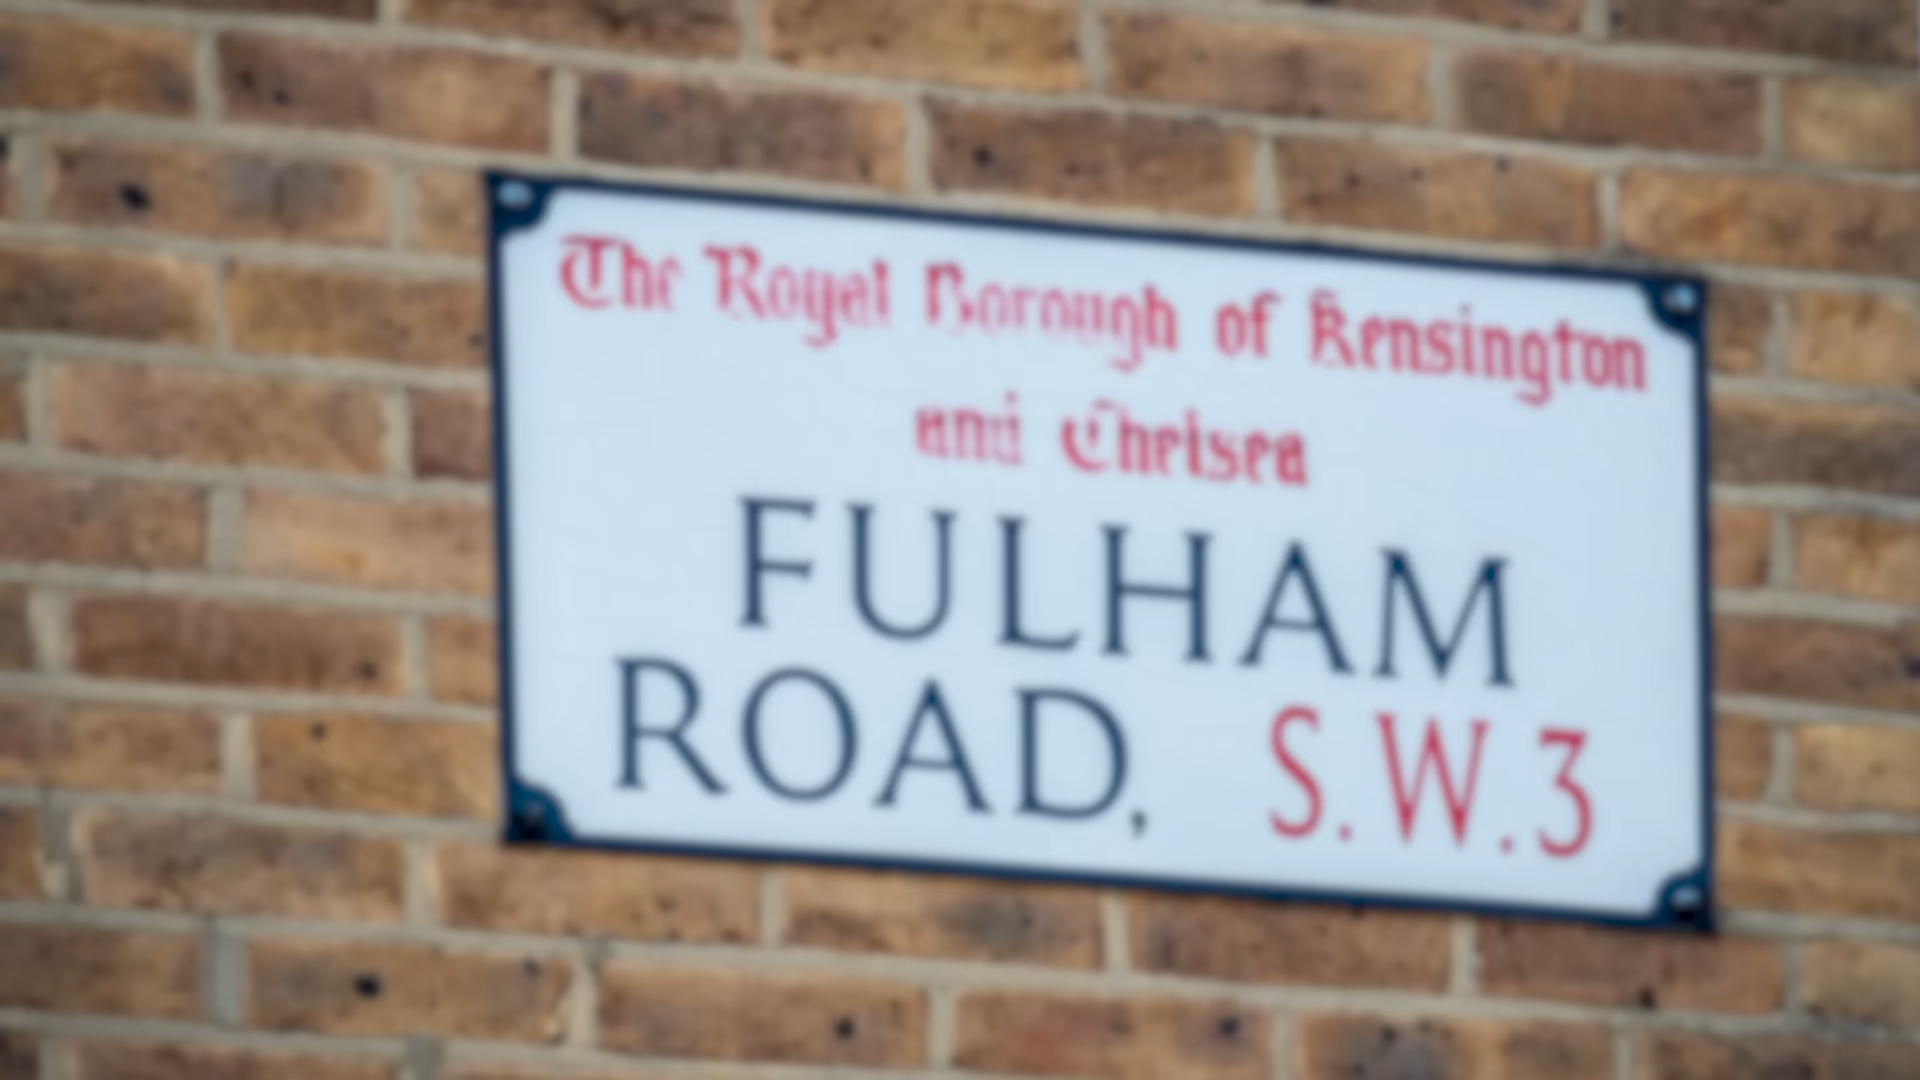 The Royal Borough of Kensington
and Chelsea
FULHAM
ROAD, S.W.3